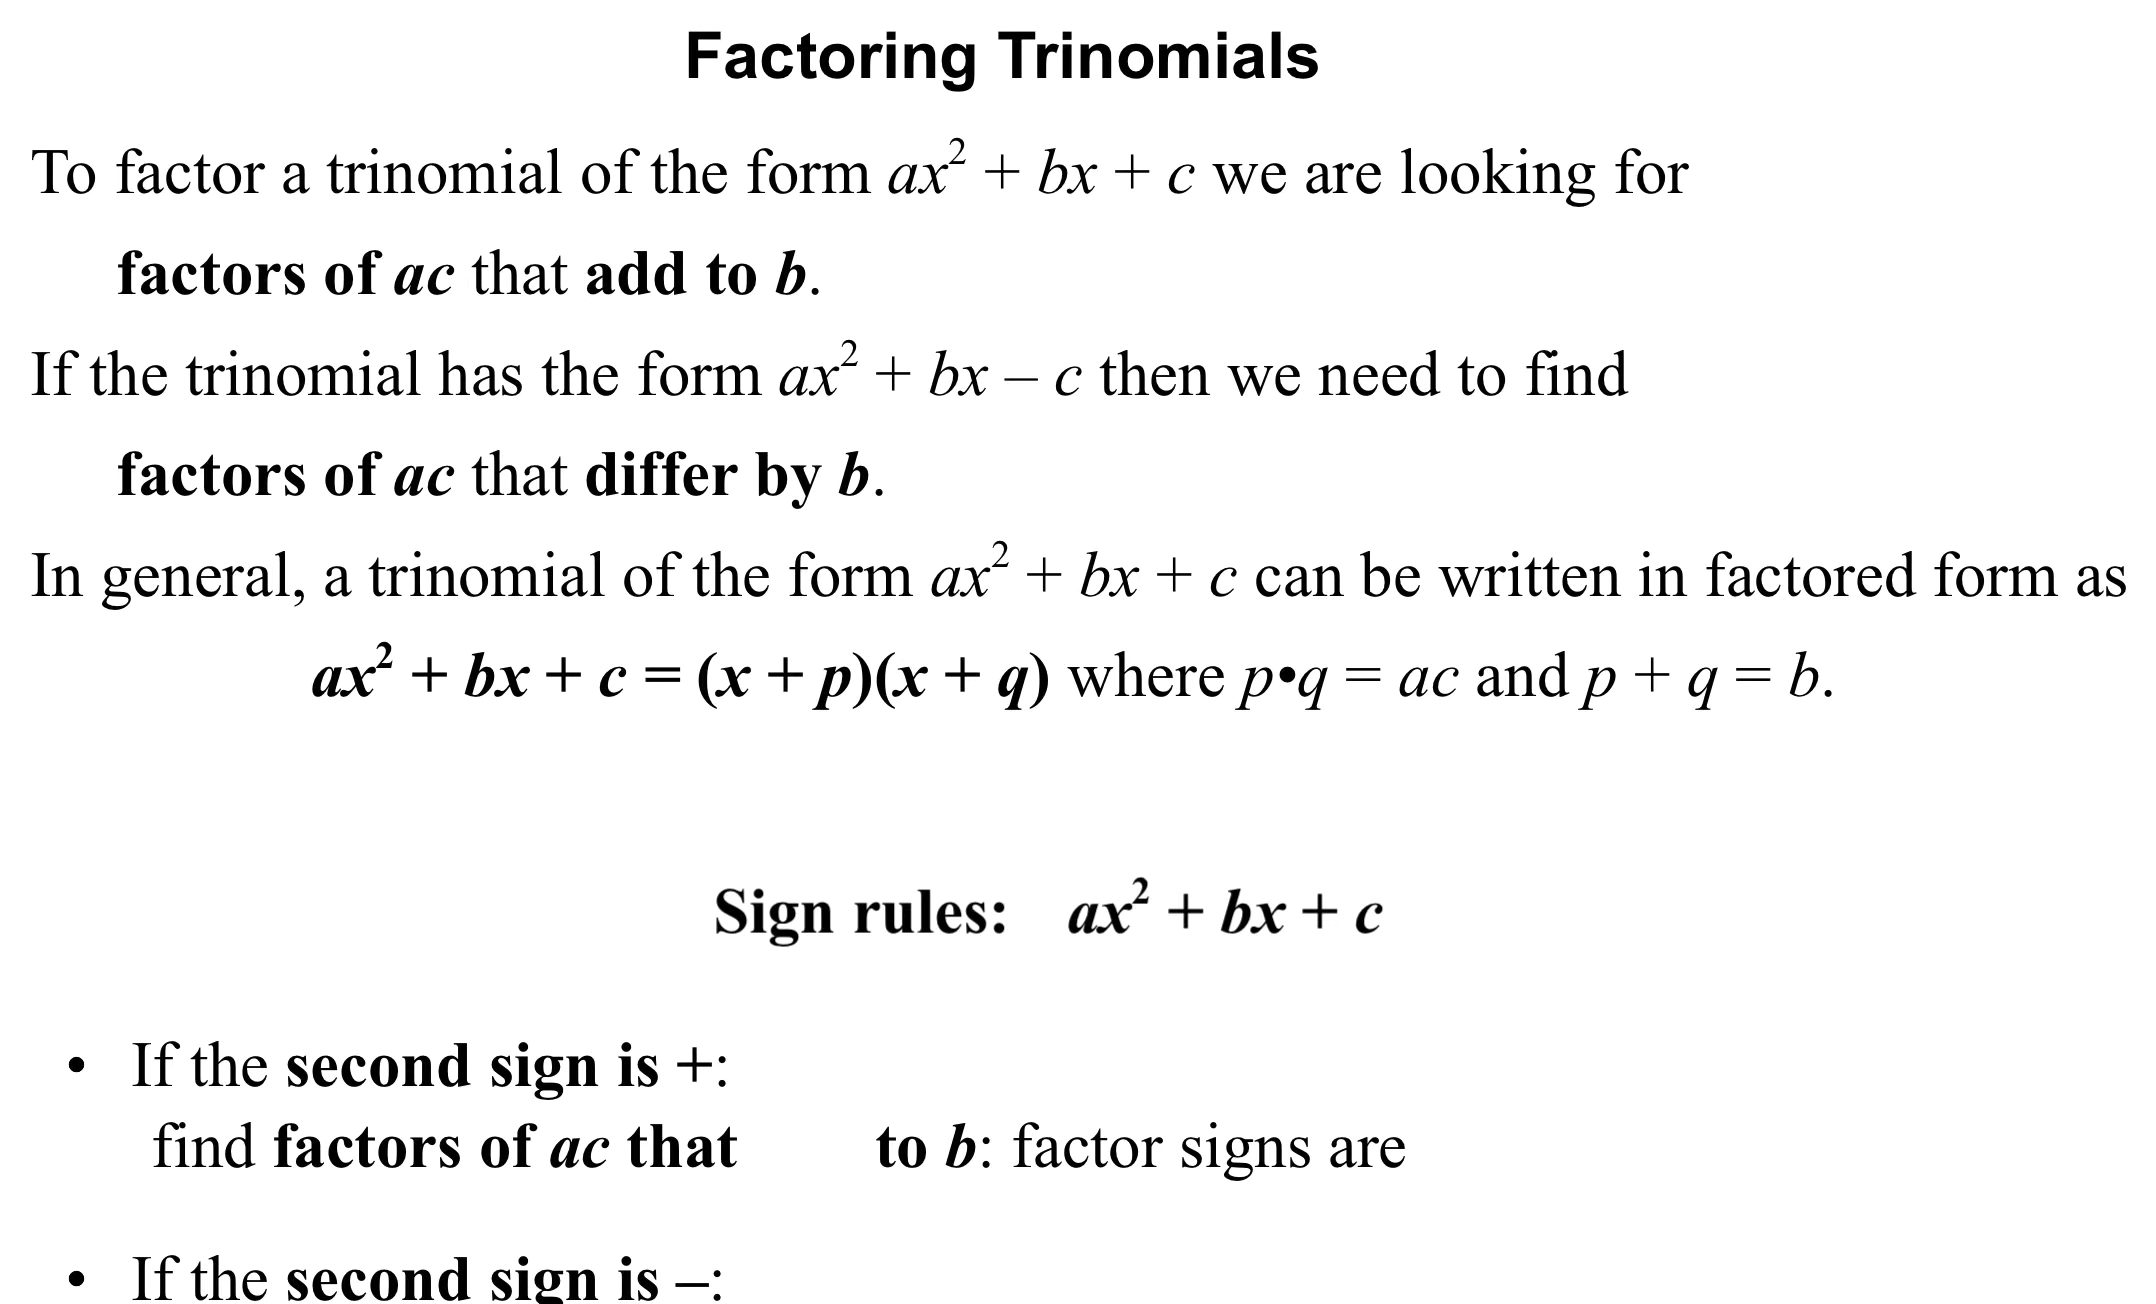 Factoring Trinomials
To factor a trinomial of the form ax² + bx + c we are looking for
factors of ac that add to b.
If the trinomial has the form ax² + bx – c then we need to find
factors of ac that differ by b.
In general, a trinomial of the form ax² + bx + c can be written in factored form as
ax² + bx + c = (x + p)(x + q) where p•q = ac and p + q = b.
Sign rules: ax² + bx + c
• If the second sign is +:
find factors of ac that to b: factor signs are
• If the second sign is –: